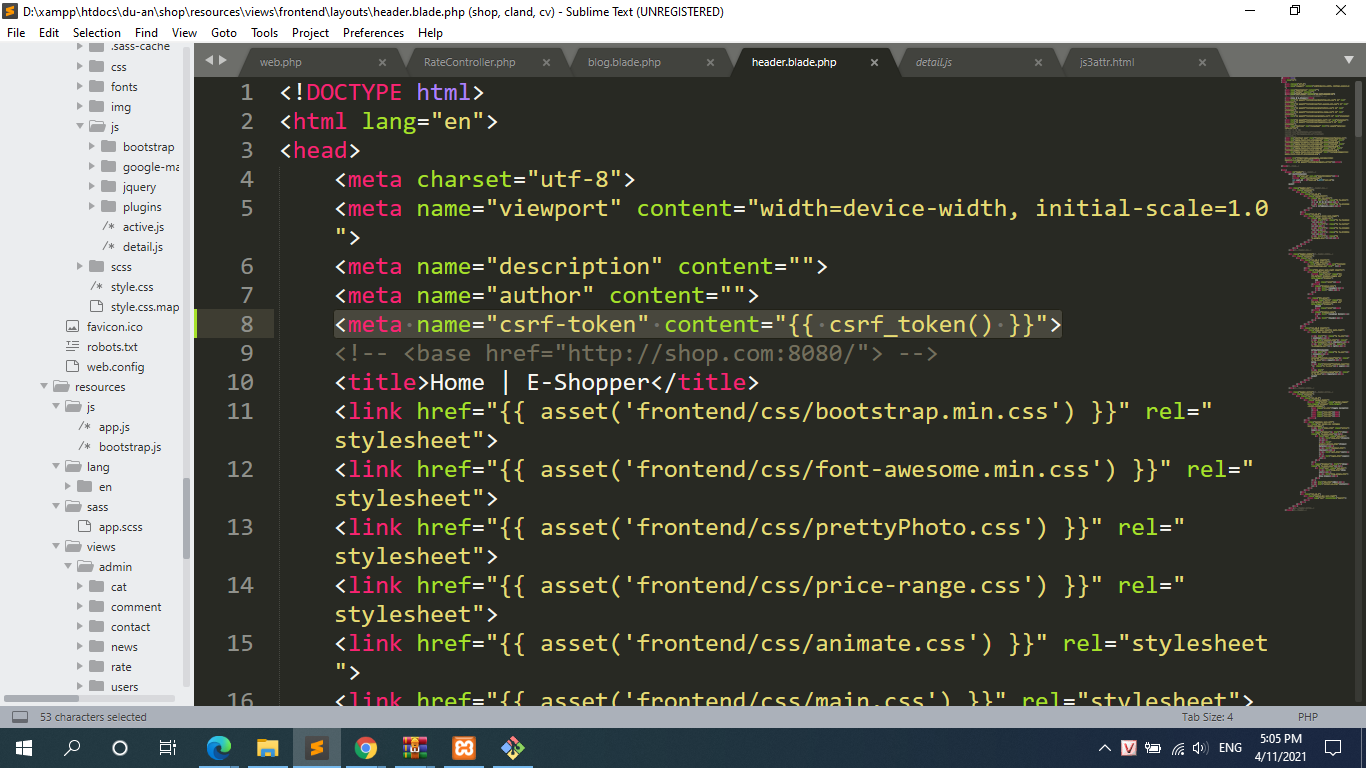 D:\xampp\htdocs\du-an\shop\resources\views\frontend\layouts\header.blade.php (shop, cland, cv) - Sublime Text (UNREGISTERED)
File Edit Selection Find View Goto Tools Project Preferences Help
.sass-cache
css
fonts
img
js
bootstrap
google-ma
jquery
plugins
/* active.js
/* detail.js
scss
/* style.css
style.css.map
favicon.ico
robots.txt
web.config
resources
js
/* app.js
/* bootstrap.js
lang
en
sass
app.scss
views
admin
cat
comment
contact
news
rate
users
web.php × RateController.php × blog.blade.php × header.blade.php × detail.js × js3attr.html ×
1 <!DOCTYPE html>
2 <html lang="en">
3 <head>
4 <meta charset="utf-8">
5 <meta name="viewport" content="width=device-width, initial-scale=1.0
">
6 <meta name="description" content="">
7 <meta name="author" content="">
8 <meta name="csrf-token" content="{{ csrf_token() }}">
9 <!-- <base href="http://shop.com:8080/"> -->
10 <title>Home | E-Shopper</title>
11 <link href="{{ asset('frontend/css/bootstrap.min.css') }}" rel="
stylesheet">
12 <link href="{{ asset('frontend/css/font-awesome.min.css') }}" rel="
stylesheet">
13 <link href="{{ asset('frontend/css/prettyPhoto.css') }}" rel="
stylesheet">
14 <link href="{{ asset('frontend/css/price-range.css') }}" rel="
stylesheet">
15 <link href="{{ asset('frontend/css/animate.css') }}" rel="stylesheet
">
16 <link href="{{ asset('frontend/css/main.css') }}" rel="stylesheet">
53 characters selected Tab Size: 4 PHP
V ENG 5:05 PM
4/11/2021